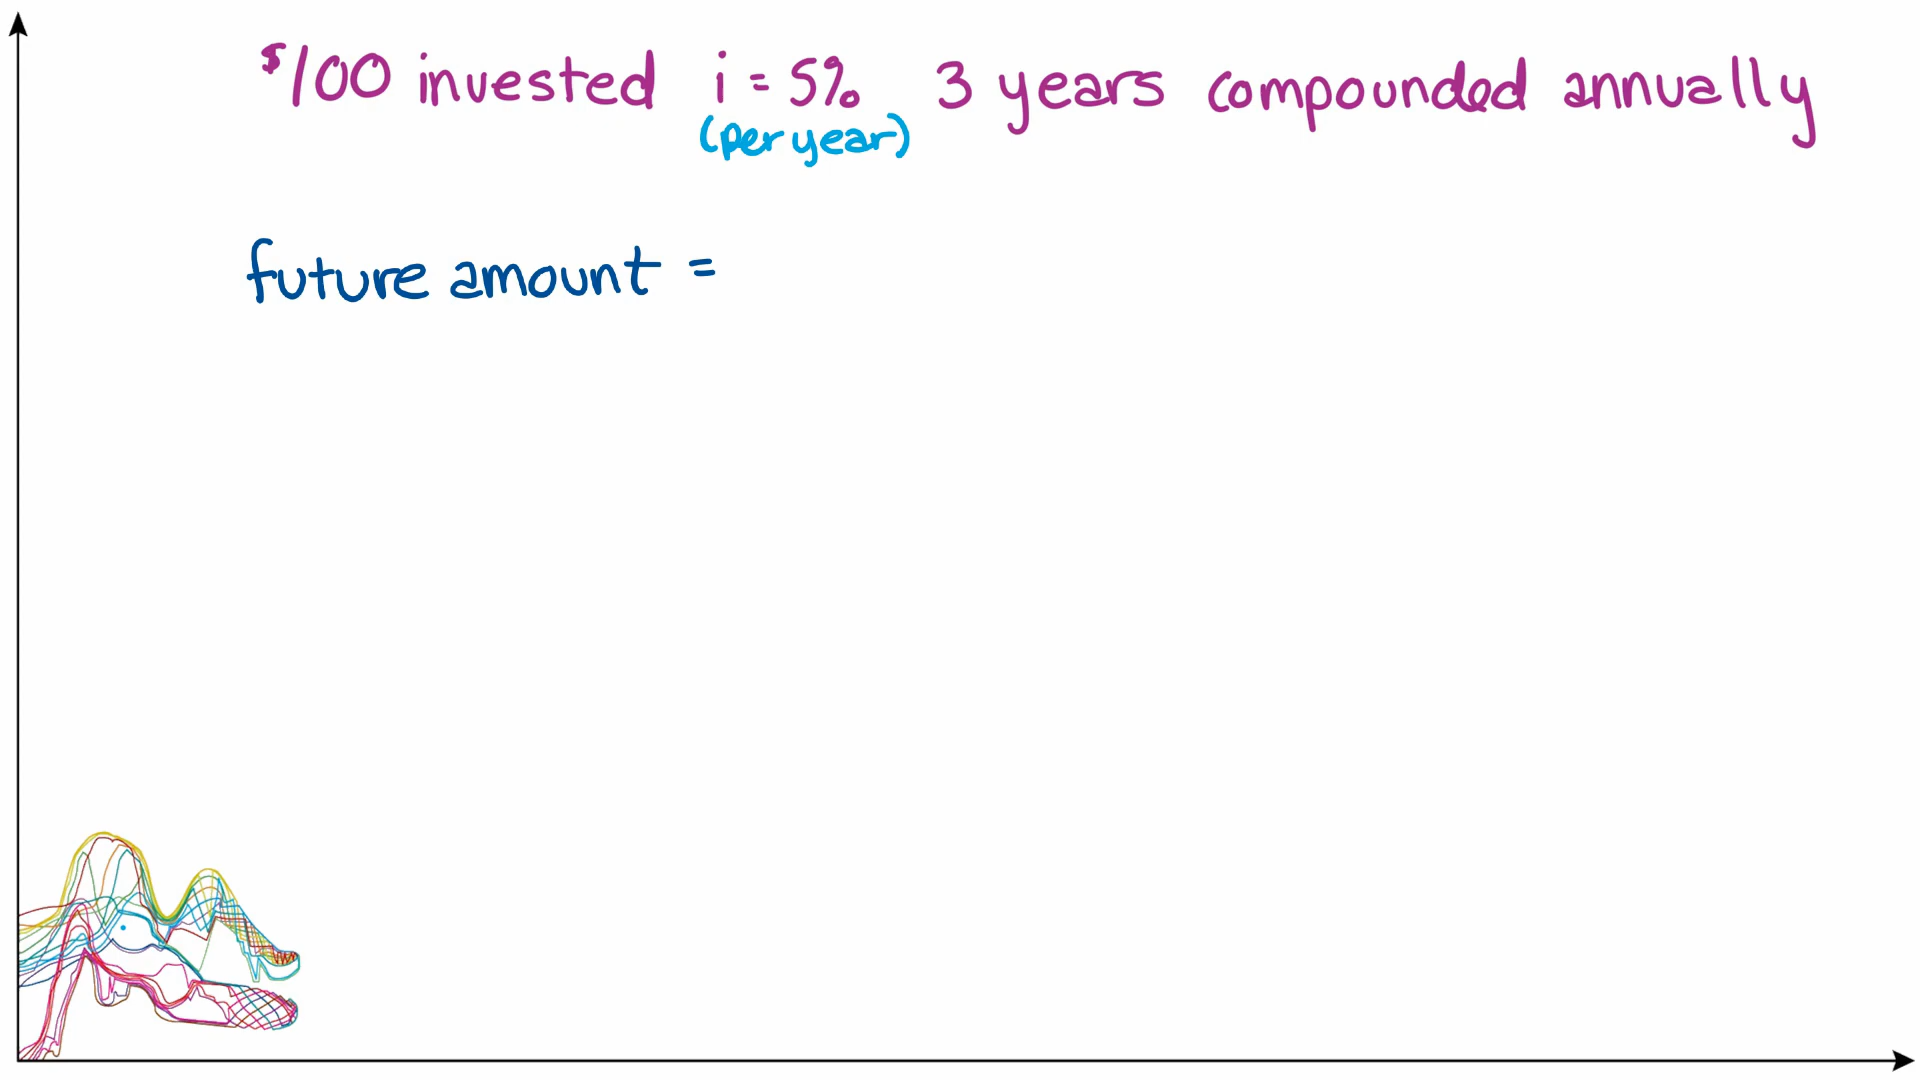 $100 invested i = 5% 3 years compounded annually
(per year)
future amount =